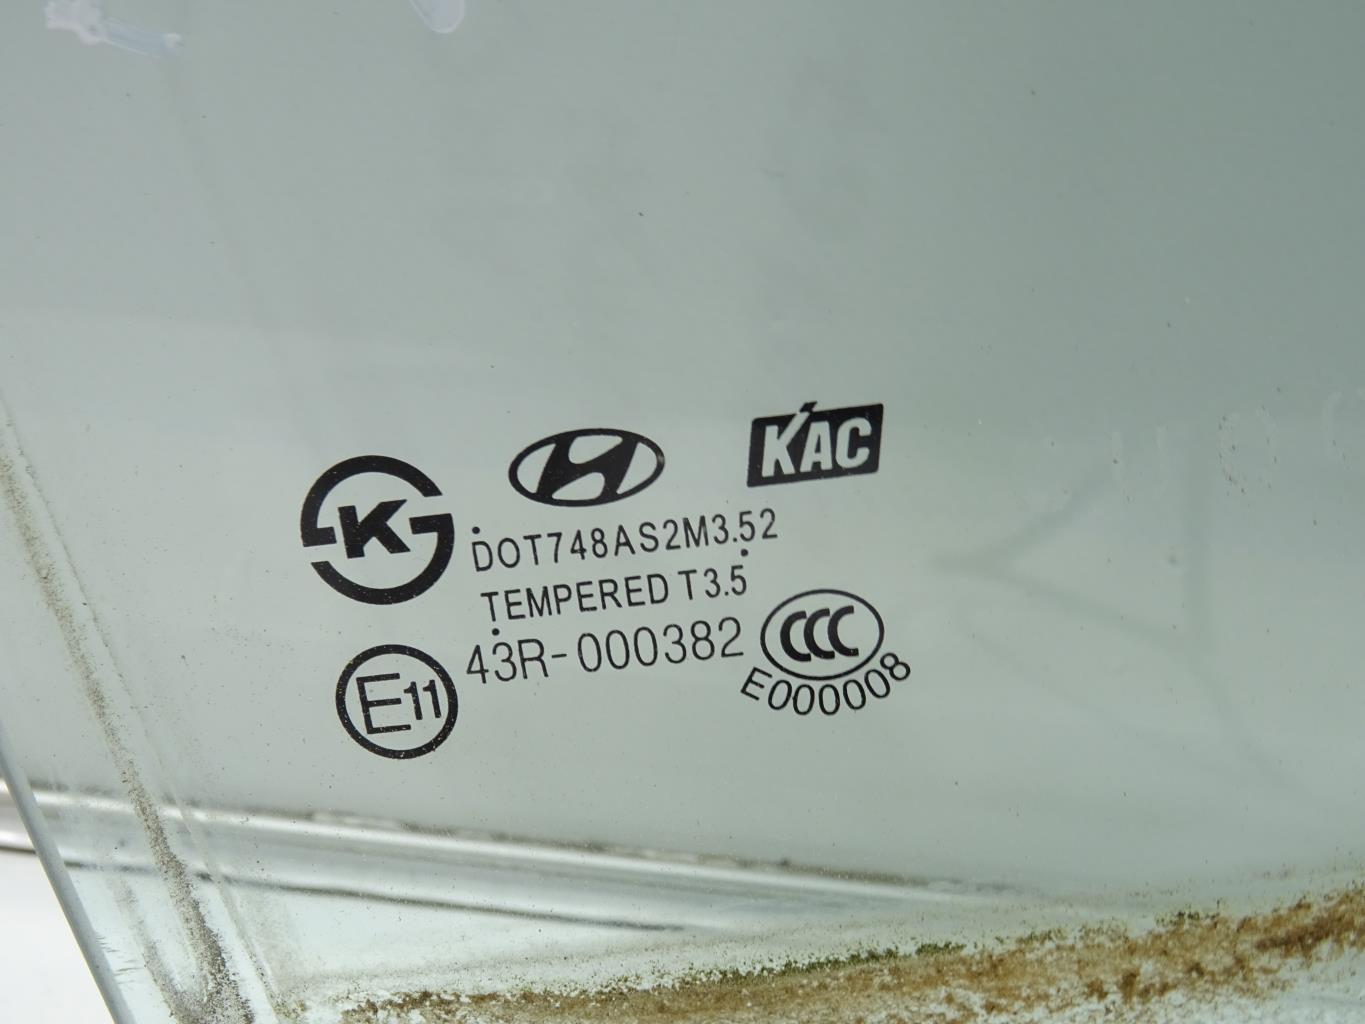 KAC
K
DOT748AS2M3.52
TEMPERED T3.5
43R-000382
CCC
E000008
E11